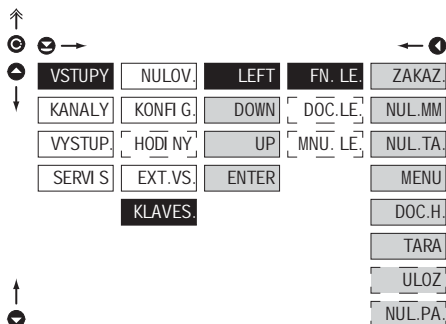 VSTUPY NULOV. LEFT FN. LE. ZAKAZ.
KANALY KONFI G. DOWN DOC.LE. NUL.MM
VYSTUP. HODI NY UP MNU. LE. NUL.TA.
SERVI S EXT.VS. ENTER MENU
KLAVES. DOC.H.
TARA
ULOZ
NUL.PA.